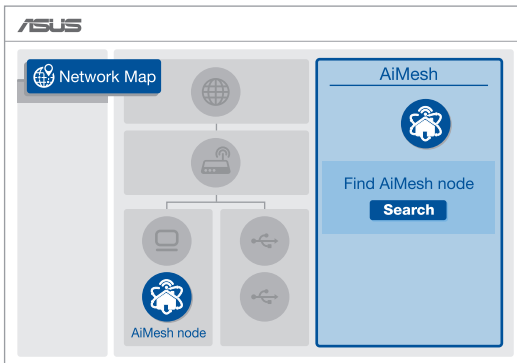 ASUS
Network Map
AiMesh
Find AiMesh node
Search
AiMesh node